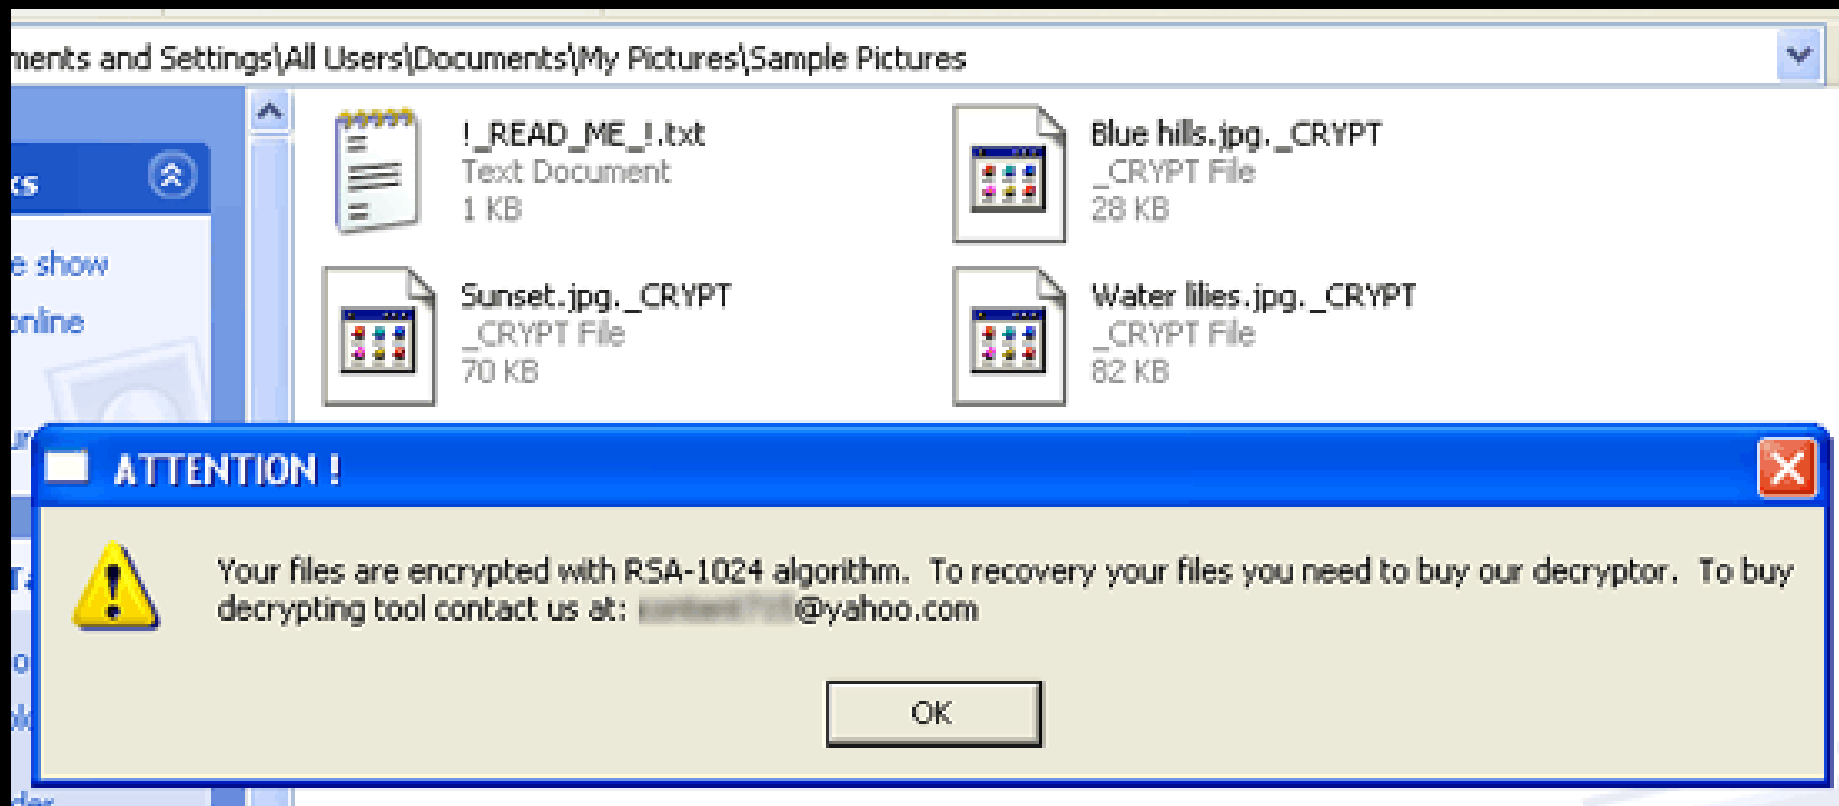 ments and Settings\All Users\Documents\My Pictures\Sample Pictures
!_READ_ME_!.txt
Text Document
1 KB
Blue hills.jpg._CRYPT
_CRYPT File
28 KB
e show
online
Sunset.jpg._CRYPT
_CRYPT File
70 KB
Water lilies.jpg._CRYPT
_CRYPT File
82 KB
ATTENTION !
Your files are encrypted with RSA-1024 algorithm.  To recovery your files you need to buy our decryptor.  To buy
decrypting tool contact us at: @yahoo.com
OK